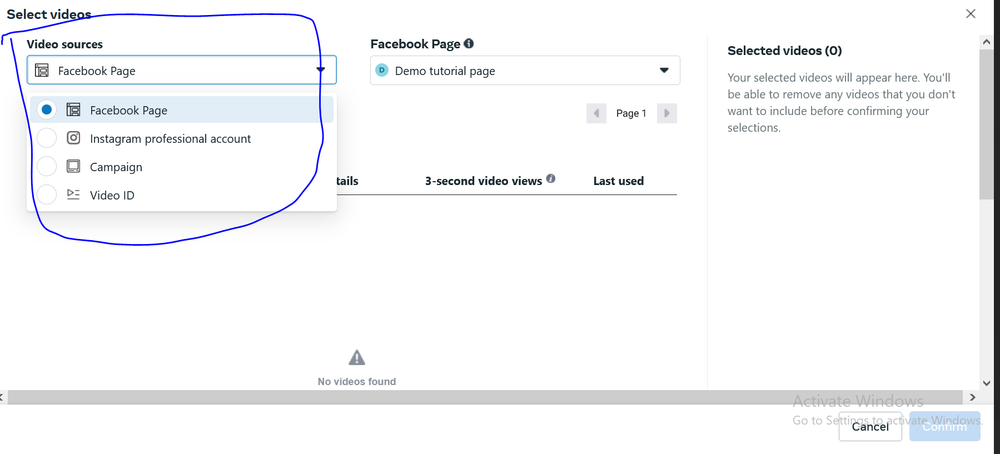 Select videos
Video sources
Facebook Page
Facebook Page
Instagram professional account
Campaign
Video ID
Facebook Page
D Demo tutorial page
Page 1
tails 3-second video views Last used
No videos found
Selected videos (0)
Your selected videos will appear here. You'll
be able to remove any videos that you don't
want to include before confirming your
selections.
Activate Windows
Go to Settings to activate Windows.
Cancel
Confirm